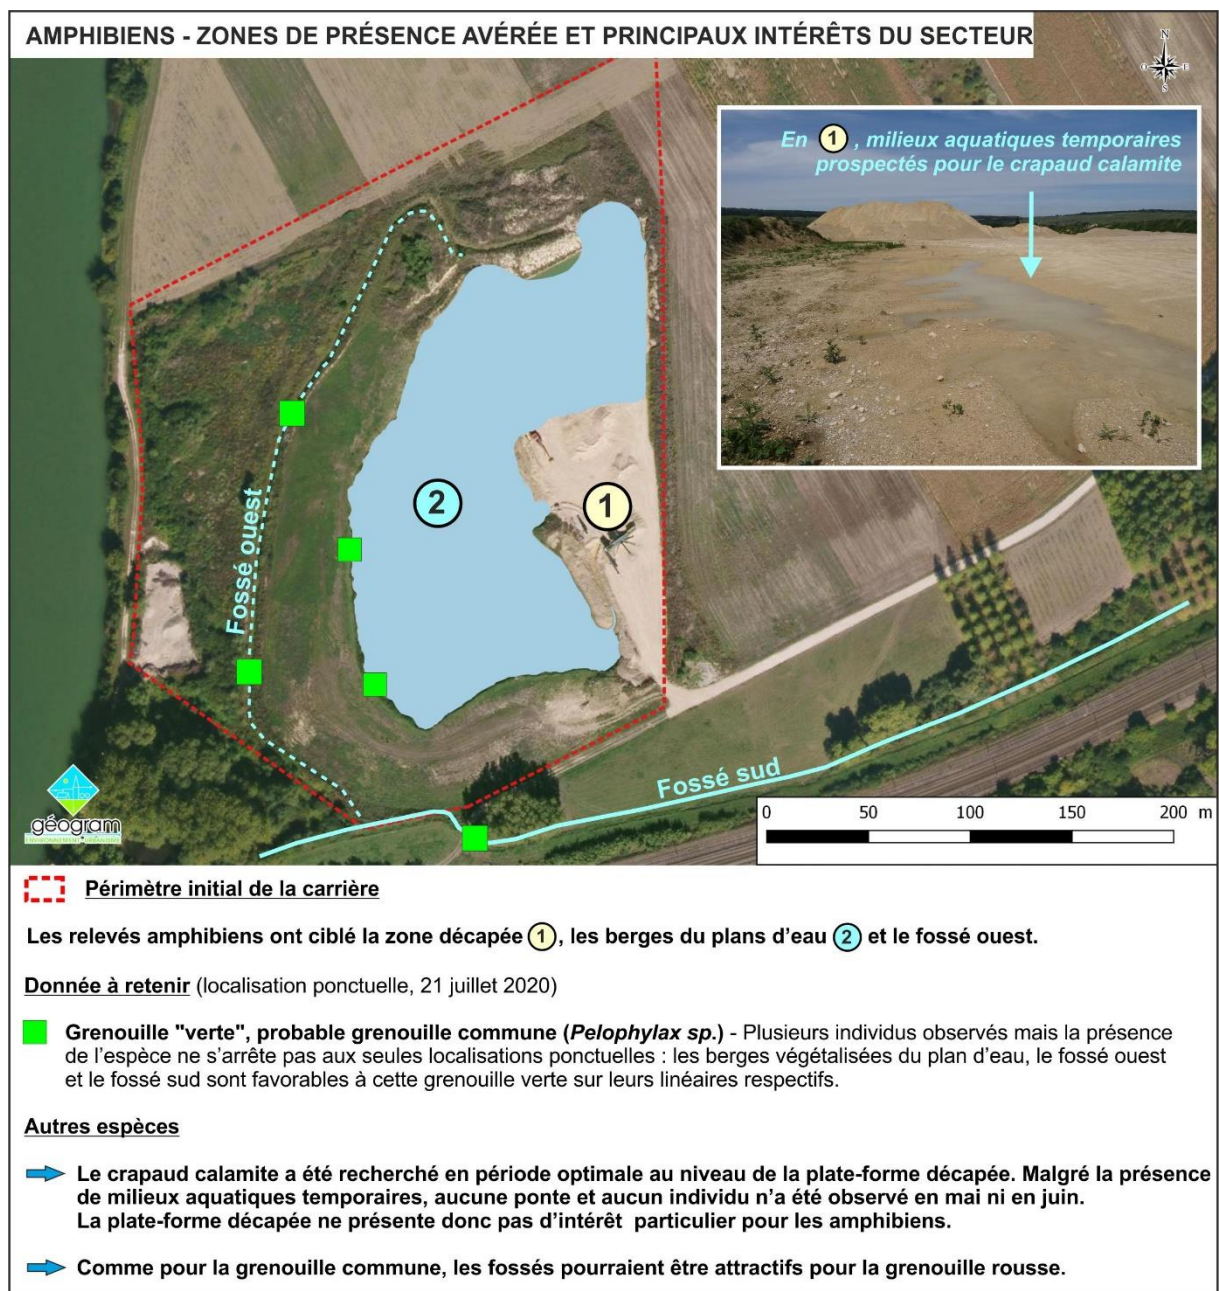 AMPHIBIENS - ZONES DE PRÉSENCE AVÉRÉE ET PRINCIPAUX INTÉRÊTS DU SECTEUR
N
O E
S
En 1 , milieux aquatiques temporaires
prospectés pour le crapaud calamite
2
1
Fossé ouest
Fossé sud
géogram
ENVIRONNEMENT URBANISME
0 50 100 150 200 m
Périmètre initial de la carrière
Les relevés amphibiens ont ciblé la zone décapée 1 , les berges du plans d'eau 2 et le fossé ouest.
Donnée à retenir (localisation ponctuelle, 21 juillet 2020)
Grenouille "verte", probable grenouille commune (Pelophylax sp.) - Plusieurs individus observés mais la présence
de l'espèce ne s'arrête pas aux seules localisations ponctuelles : les berges végétalisées du plan d'eau, le fossé ouest
et le fossé sud sont favorables à cette grenouille verte sur leurs linéaires respectifs.
Autres espèces
Le crapaud calamite a été recherché en période optimale au niveau de la plate-forme décapée. Malgré la présence
de milieux aquatiques temporaires, aucune ponte et aucun individu n'a été observé en mai ni en juin.
La plate-forme décapée ne présente donc pas d'intérêt particulier pour les amphibiens.
Comme pour la grenouille commune, les fossés pourraient être attractifs pour la grenouille rousse.